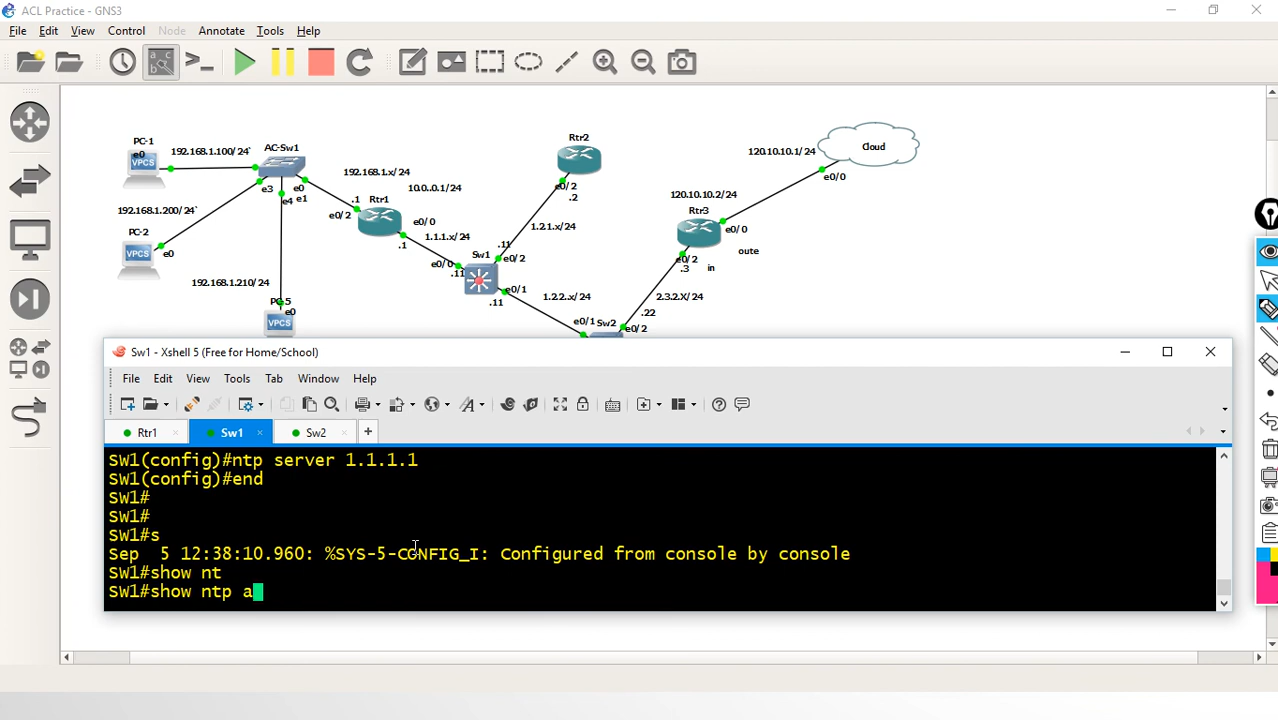 ACL Practice - GNS3
File Edit View Control Node Annotate Tools Help
PC-1
e0
VPCS
192.168.1.100/24`
AC-Sw1
e3
e4
e0
e1
192.168.1.x/24
10.0..0.1/24
Rtr2
e0/2
.2
120.10.10.1/24
Cloud
e0/0
120.10.10.2/24
192.168.1.200/24`
PC-2
VPCS
e0
.1
e0/2
Rtr1
e0/0
.1
1.1.1.x/24
1.2.1.x/24
Rtr3
e0/0
oute
e0/2
.3
in
.11
Sw1
e0/2
e0/0
.11
e0/1
.11
192.168.1.210/24
PC-5
e0
VPCS
1.2.2.x/24
2.3.2.X/24
.22
e0/1
Sw2
e0/2
Sw1 - Xshell 5 (Free for Home/School)
File Edit View Tools Tab Window Help
Rtr1 Sw1 Sw2
SW1(config)#ntp server 1.1.1.1
SW1(config)#end
SW1#
SW1#
SW1#s
Sep  5 12:38:10.960: %SYS-5-CONFIG_I: Configured from console by console
SW1#show nt
SW1#show ntp a